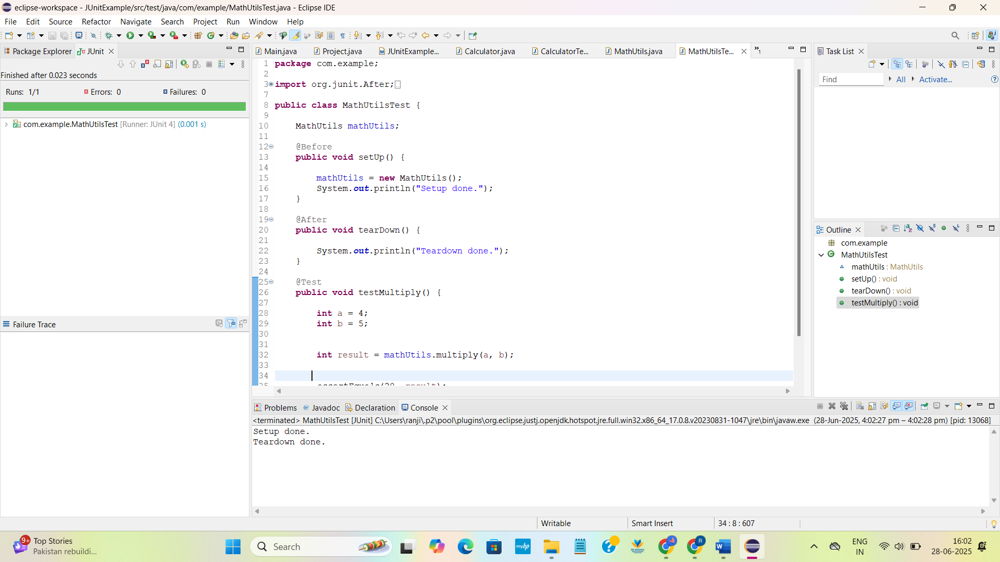 eclipse-workspace - JUnitExample/src/test/java/com/example/MathUtilsTest.java - Eclipse IDE
File Edit Source Refactor Navigate Search Project Run Window Help
Package Explorer JUnit
Finished after 0.023 seconds
Runs: 1/1 Errors: 0 Failures: 0
com.example.MathUtilsTest [Runner: JUnit 4] (0.001 s)
Failure Trace
Main.java Project.java JUnitExample... Calculator.java CalculatorTe... MathUtils.java MathUtilsTe... »1
1 package com.example;
2
3 import org.junit.After;
7
8 public class MathUtilsTest {
9
10 MathUtils mathUtils;
11
12 @Before
13 public void setUp() {
14
15 mathUtils = new MathUtils();
16 System.out.println("Setup done.");
17 }
18
19 @After
20 public void tearDown() {
21
22 System.out.println("Teardown done.");
23 }
24
25 @Test
26 public void testMultiply() {
27
28 int a = 4;
29 int b = 5;
30
31
32 int result = mathUtils.multiply(a, b);
33
34
35 assertEquals(20, result);
Task List
Find All Activate...
Outline
com.example
MathUtilsTest
mathUtils : MathUtils
setUp() : void
tearDown() : void
testMultiply() : void
Problems Javadoc Declaration Console
<terminated> MathUtilsTest [JUnit] C:\Users\ranji\.p2\pool\plugins\org.eclipse.justj.openjdk.hotspot.jre.full.win32.x86_64_17.0.8.v20230831-1047\jre\bin\javaw.exe (28-Jun-2025, 4:02:27 pm – 4:02:28 pm) [pid: 13068]
Setup done.
Teardown done.
Writable Smart Insert 34 : 8 : 607
9+ Top Stories
Pakistan rebuildi...
Search
myhp
ENG
IN
16:02
28-06-2025